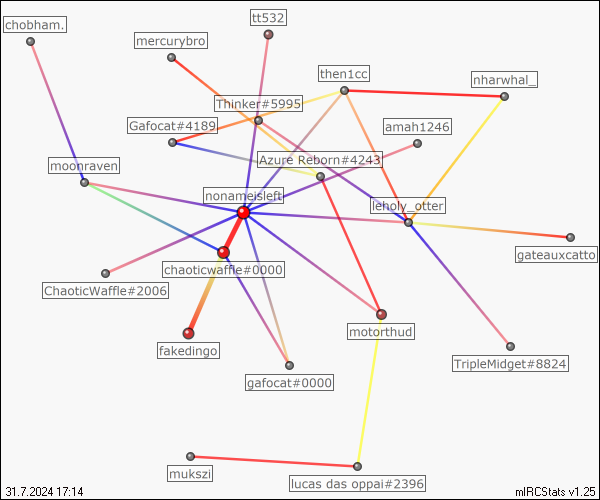 chobham.
tt532
mercurybro
then1cc
nharwhal_
Thinker#5995
Gafocat#4189
amah1246
Azure Reborn#4243
moonraven
nonameisleft
leholy_otter
gateauxcatto
chaoticwaffle#0000
ChaoticWaffle#2006
motorthud
fakedingo
TripleMidget#8824
gafocat#0000
mukszi
lucas das oppai#2396
31.7.2024 17:14
mIRCStats v1.25